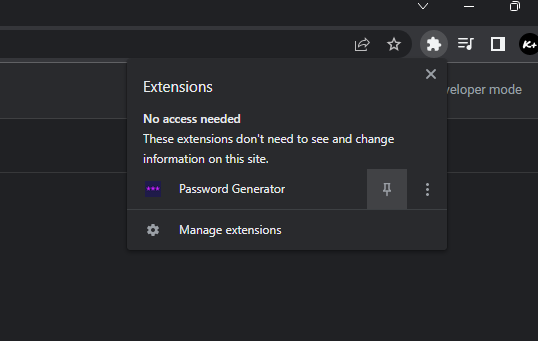 K+
Extensions
veloper mode
No access needed
These extensions don't need to see and change
information on this site.
Password Generator
Manage extensions